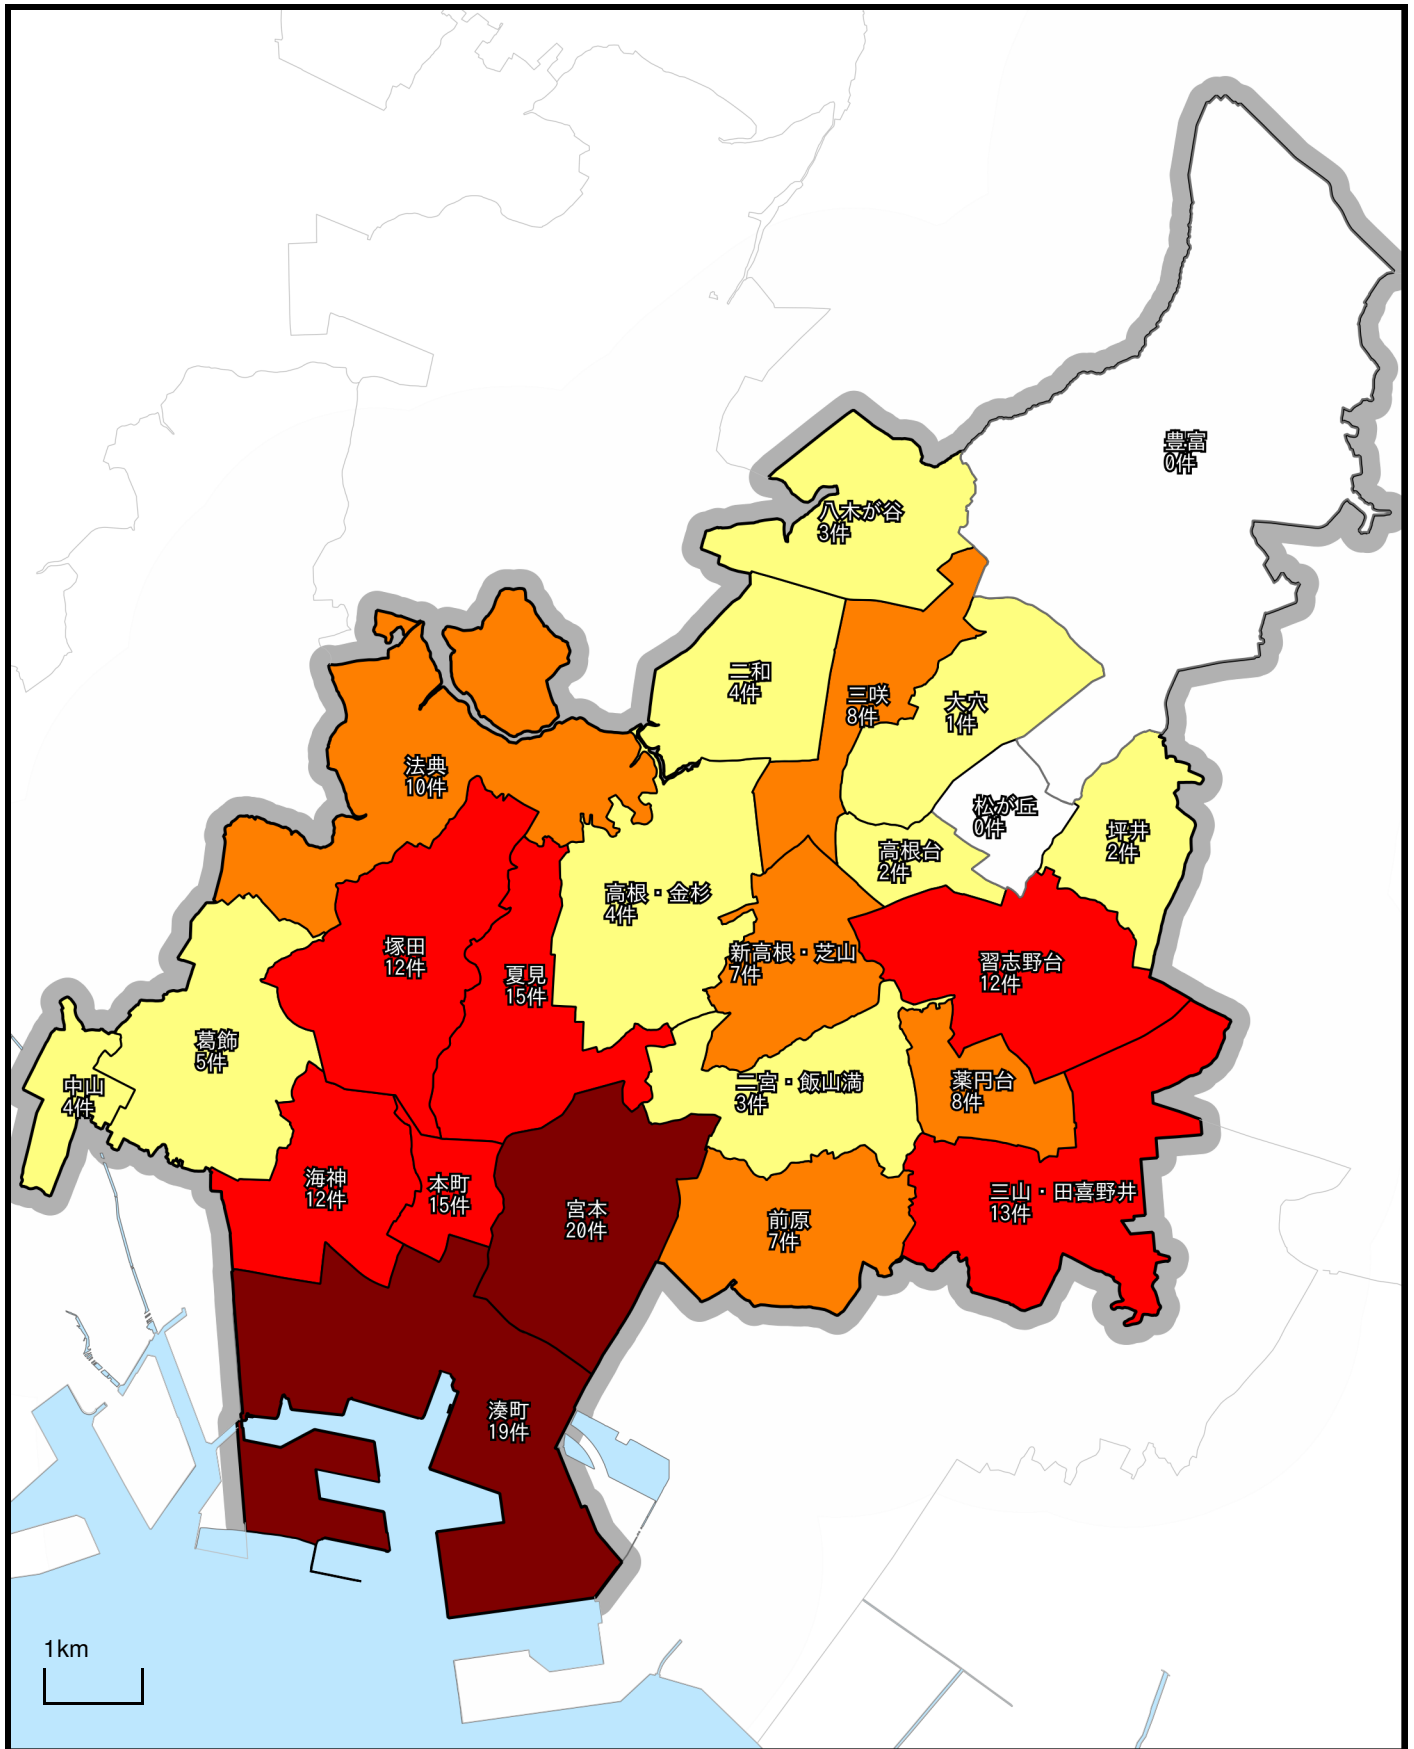 豊富
0件
八木が谷
3件
二和
4件
三咲
8件
大穴
1件
法典
10件
松が丘
0件
坪井
2件
高根台
2件
高根・金杉
4件
塚田
12件
新高根・芝山
7件
習志野台
12件
夏見
15件
葛飾
5件
中山
4件
二宮・飯山満
3件
薬円台
8件
海神
12件
本町
15件
三山・田喜野井
13件
宮本
20件
前原
7件
湊町
19件
1km